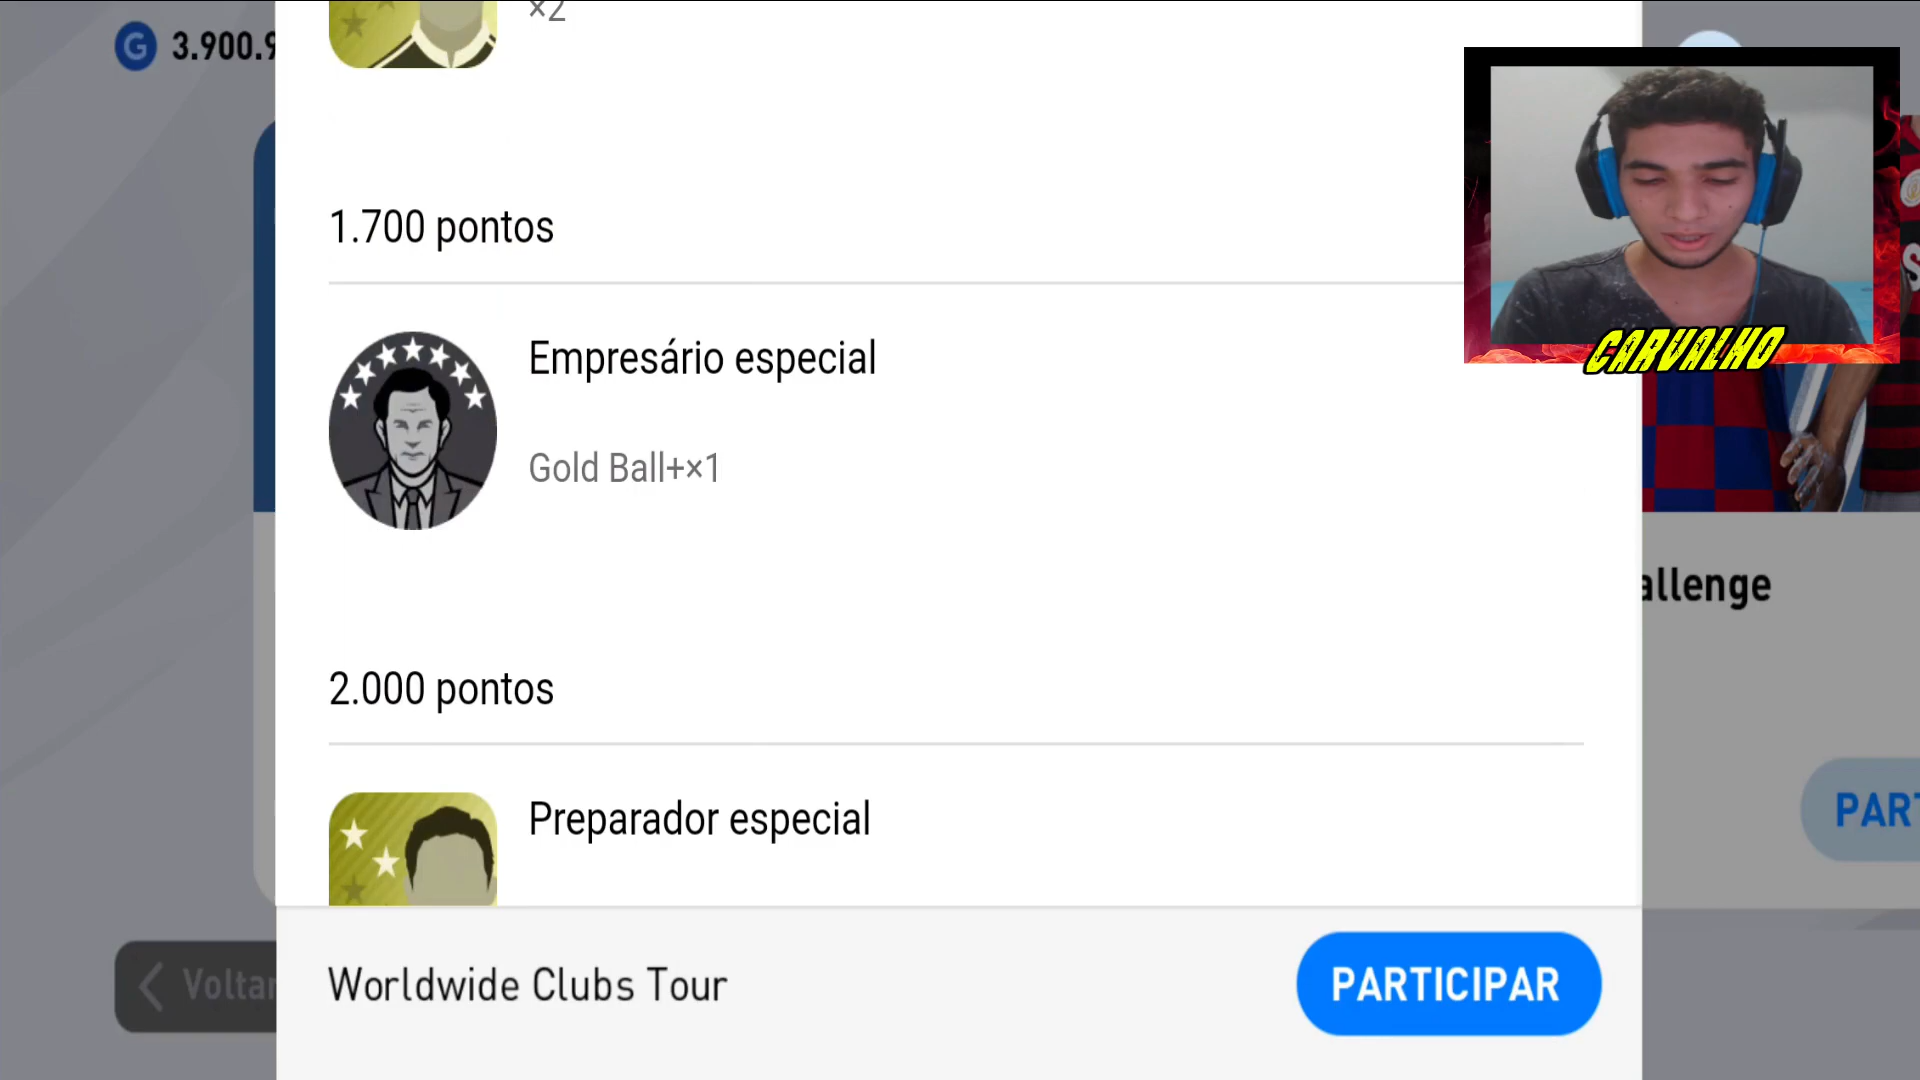 ×2
3.900.9
1.700 pontos
Empresário especial
Gold Ball+×1
CARVALHO
2.000 pontos
allenge
Preparador especial
PART
Voltar
Worldwide Clubs Tour
PARTICIPAR